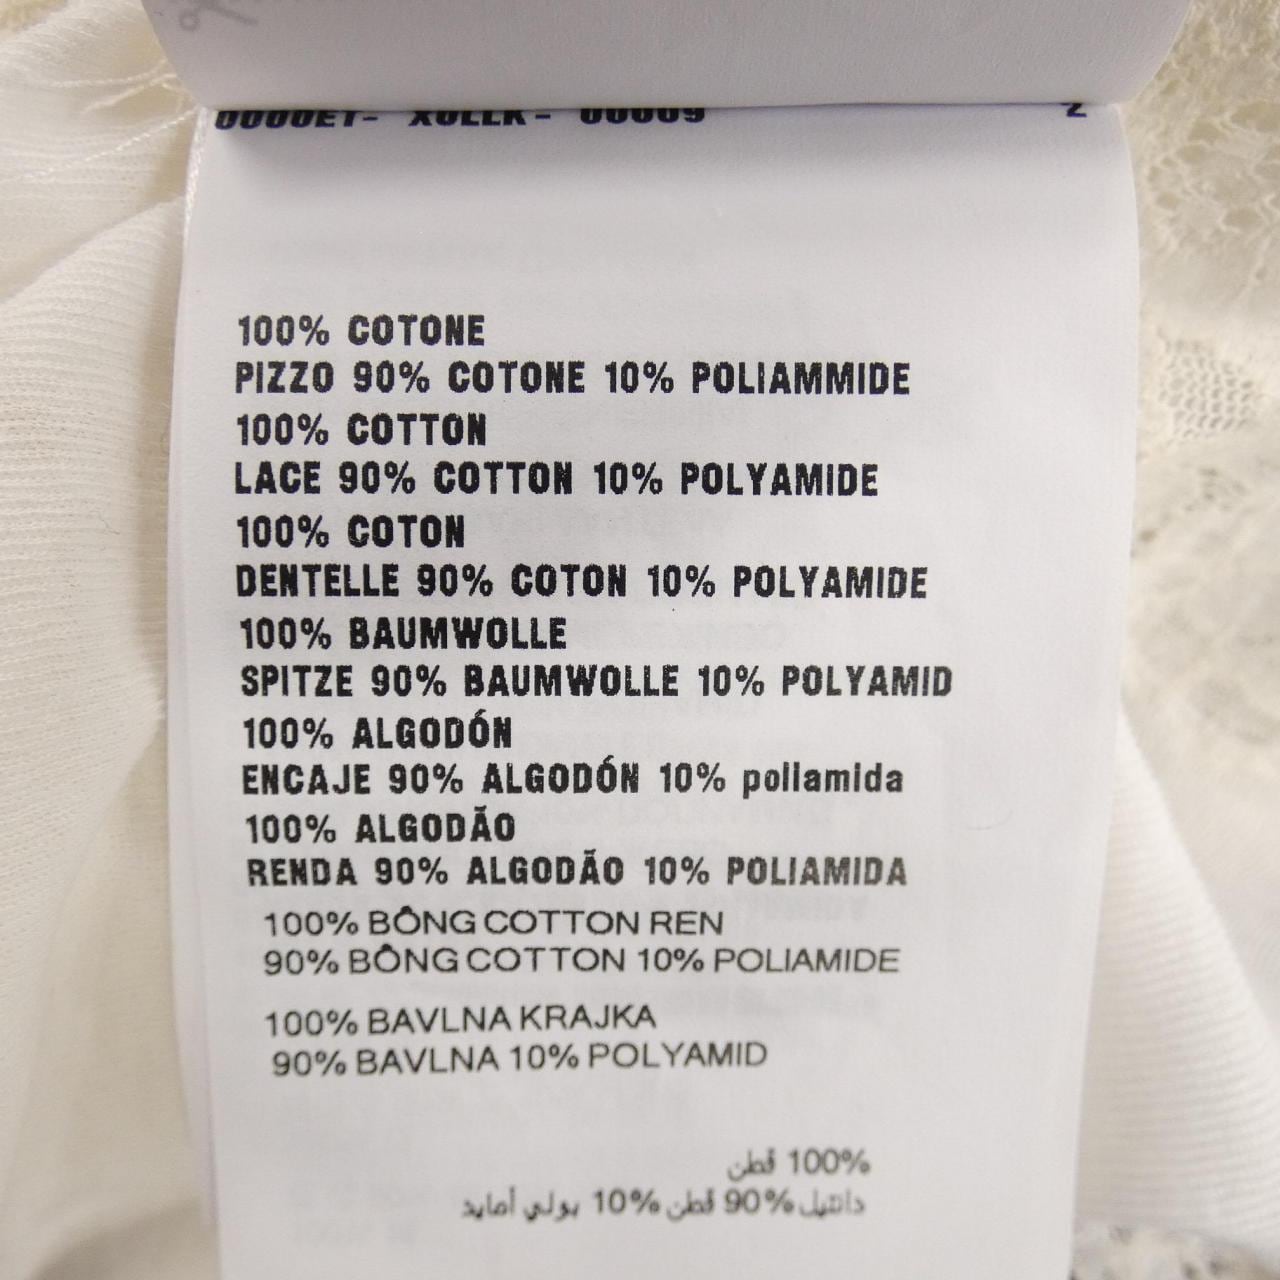 100% COTONE
PIZZO 90% COTONE 10% POLIAMMIDE
100% COTTON
LACE 90% COTTON 10% POLYAMIDE
100% COTON
DENTELLE 90% COTON 10% POLYAMIDE
100% BAUMWOLLE
SPITZE 90% BAUMWOLLE 10% POLYAMID
100% ALGODÓN
ENCAJE 90% ALGODÓN 10% poliamida
100% ALGODÃO
RENDA 90% ALGODÃO 10% POLIAMIDA
100% BÔNG COTTON REN
90% BÔNG COTTON 10% POLIAMIDE
100% BAVLNA KRAJKA
90% BAVLNA 10% POLYAMID
100% قطن
دانتيل 90% قطن 10% بولي أمايد